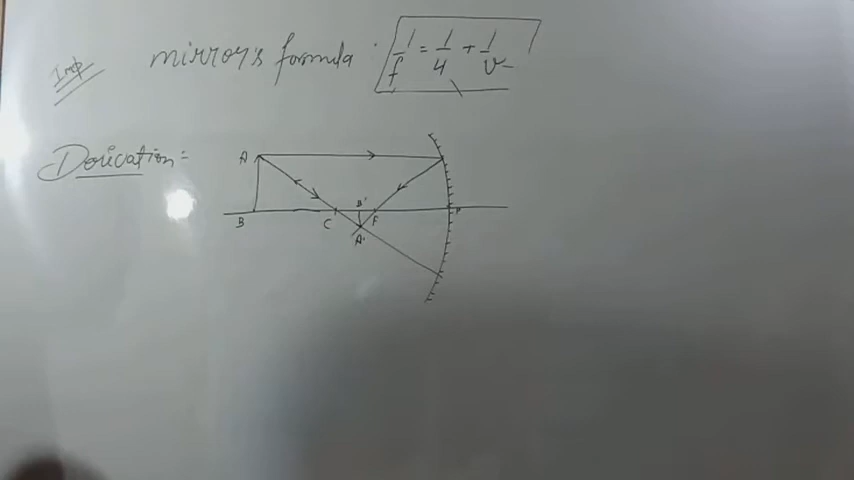 Imp
mirror's formula : 1/f = 1/u + 1/v
Derivation :-
A
B' 
B C F P
A'